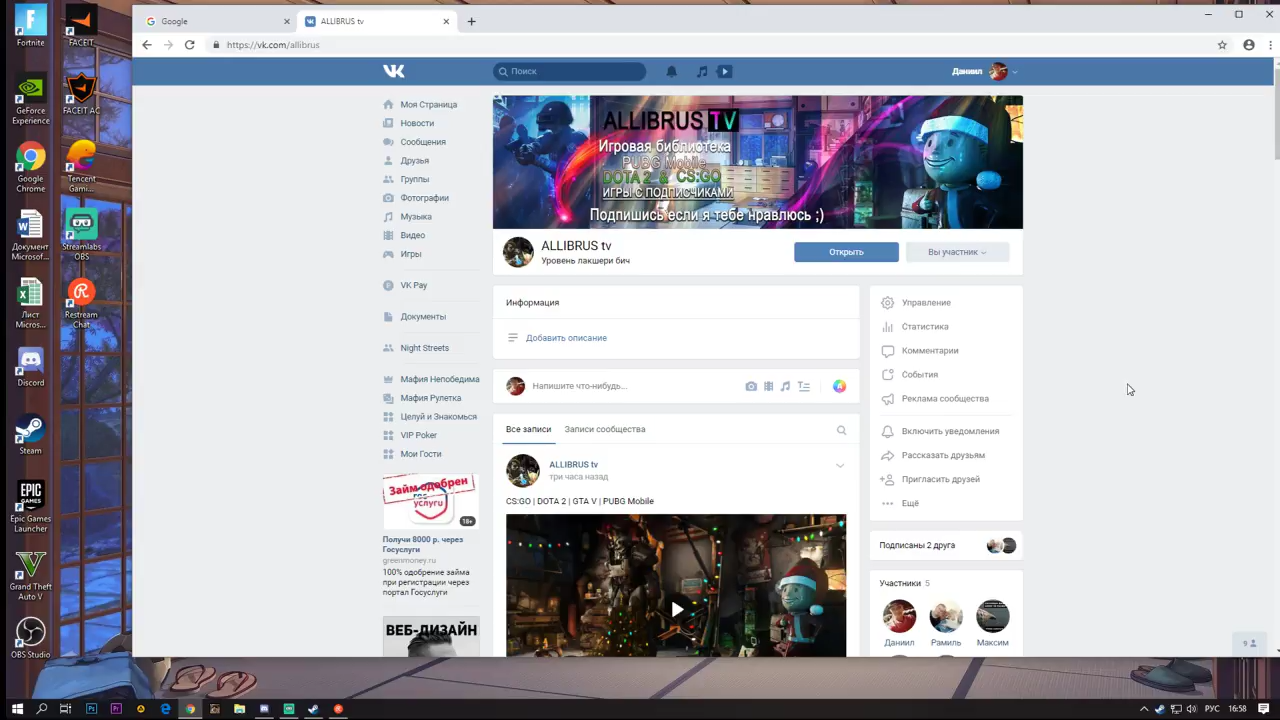 Fortnite
FACEIT
GeForce
Experience
FACEIT AC
Google
Chrome
Tencent
Gami...
Документ
Microsof...
Streamlabs
OBS
Лист
Micros...
Restream
Chat
Discord
Steam
EPIC
GAMES
Epic Games
Launcher
Grand Theft
Auto V
OBS Studio
Google
ALLIBRUS tv
https://vk.com/allibrus
Поиск
Даниил
Моя Страница
Новости
Сообщения
Друзья
Группы
Фотографии
Музыка
Видео
Игры
VK Pay
Документы
Night Streets
Мафия Непобедима
Мафия Рулетка
Целуй и Знакомься
VIP Poker
Мои Гости
Займ одобрен
услуги
18+
Получи 8000 р. через
Госуслуги
greenmoney.ru
100% одобрение займа
при регистрации через
портал Госуслуги
ВЕБ-ДИЗАЙН
ALLIBRUS TV
Игровая библиотека
PUBG Mobile
DOTA 2 & CS:GO
ИГРЫ С ПОДПИСЧИКАМИ
Подпишись если я тебе нравлюсь ;)
ALLIBRUS tv
Уровень лакшери бич
Открыть
Вы участник
Информация
Добавить описание
Напишите что-нибудь...
Все записи
Записи сообщества
ALLIBRUS tv
три часа назад
CS:GO | DOTA 2 | GTA V | PUBG Mobile
Управление
Статистика
Комментарии
События
Реклама сообщества
Включить уведомления
Рассказать друзьям
Пригласить друзей
Ещё
Подписаны 2 друга
Участники 5
Даниил
Рамиль
Максим
9
РУС
16:58